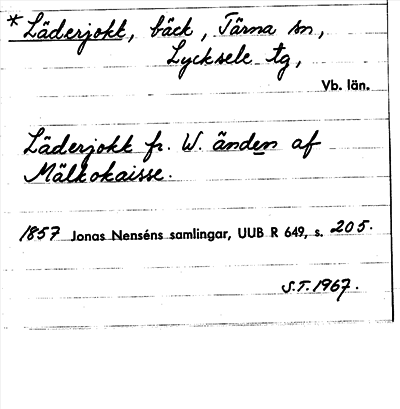 * Läderjokk, bäck, Tärna sn,
Lycksele tg,
Vb. län.
Läderjokk fr. W. änden af
Mälkokaisse.
1857 Jonas Nenséns samlingar, UUB R 649, s. 205.
S.T. 1967.